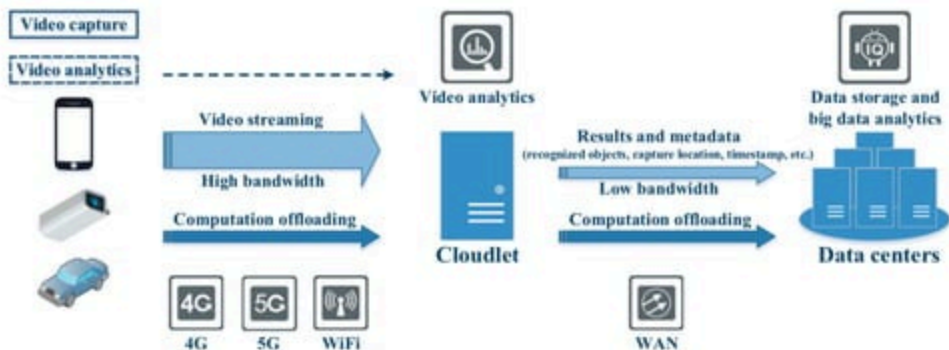 Video capture
Video analytics
Video streaming
High bandwidth
Computation offloading
4G
5G
4G
5G
WiFi
Video analytics
Cloudlet
Results and metadata
(recognized objects, capture location, timestamp, etc.)
Low bandwidth
Computation offloading
WAN
IQ
Data storage and
big data analytics
Data centers